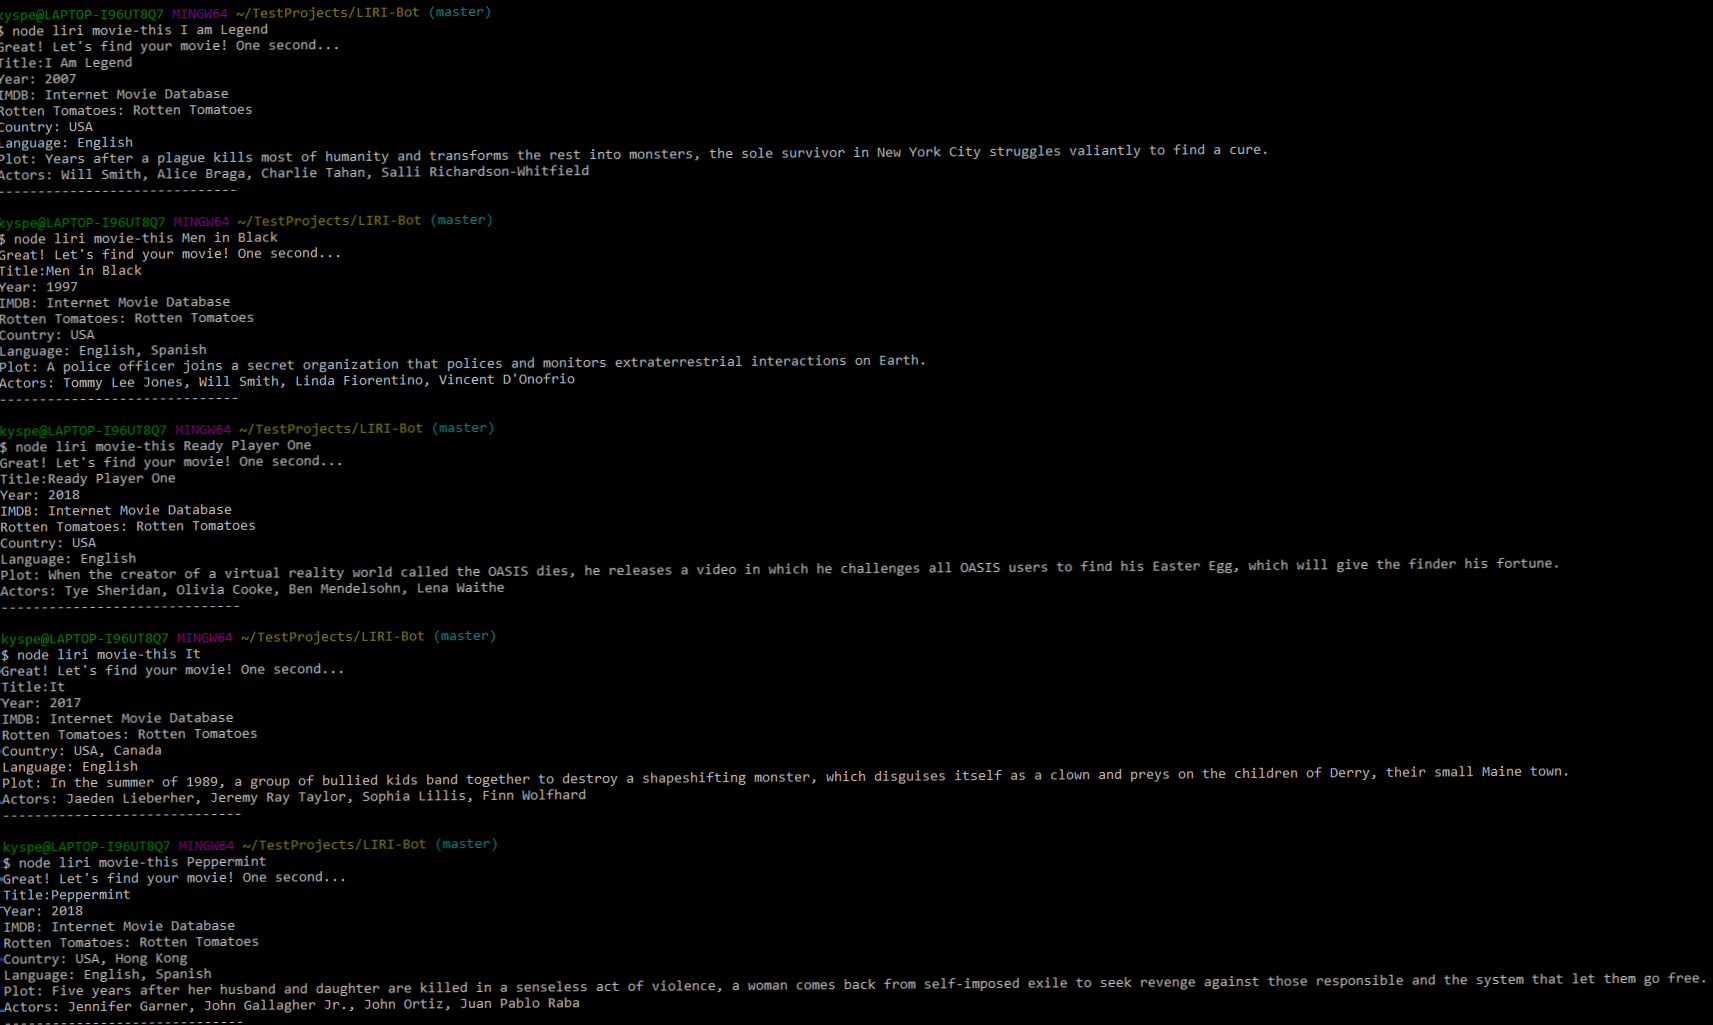 kyspe@LAPTOP-I96UT8Q7 MINGW64 ~/TestProjects/LIRI-Bot (master)
$ node liri movie-this I am Legend
Great! Let's find your movie! One second...
Title:I Am Legend
Year: 2007
IMDB: Internet Movie Database
Rotten Tomatoes: Rotten Tomatoes
Country: USA
Language: English
Plot: Years after a plague kills most of humanity and transforms the rest into monsters, the sole survivor in New York City struggles valiantly to find a cure.
Actors: Will Smith, Alice Braga, Charlie Tahan, Salli Richardson-Whitfield
------------------------------
kyspe@LAPTOP-I96UT8Q7 MINGW64 ~/TestProjects/LIRI-Bot (master)
$ node liri movie-this Men in Black
Great! Let's find your movie! One second...
Title:Men in Black
Year: 1997
IMDB: Internet Movie Database
Rotten Tomatoes: Rotten Tomatoes
Country: USA
Language: English, Spanish
Plot: A police officer joins a secret organization that polices and monitors extraterrestrial interactions on Earth.
Actors: Tommy Lee Jones, Will Smith, Linda Fiorentino, Vincent D'Onofrio
------------------------------
kyspe@LAPTOP-I96UT8Q7 MINGW64 ~/TestProjects/LIRI-Bot (master)
$ node liri movie-this Ready Player One
Great! Let's find your movie! One second...
Title:Ready Player One
Year: 2018
IMDB: Internet Movie Database
Rotten Tomatoes: Rotten Tomatoes
Country: USA
Language: English
Plot: When the creator of a virtual reality world called the OASIS dies, he releases a video in which he challenges all OASIS users to find his Easter Egg, which will give the finder his fortune.
Actors: Tye Sheridan, Olivia Cooke, Ben Mendelsohn, Lena Waithe
------------------------------
kyspe@LAPTOP-I96UT8Q7 MINGW64 ~/TestProjects/LIRI-Bot (master)
$ node liri movie-this It
Great! Let's find your movie! One second...
Title:It
Year: 2017
IMDB: Internet Movie Database
Rotten Tomatoes: Rotten Tomatoes
Country: USA, Canada
Language: English
Plot: In the summer of 1989, a group of bullied kids band together to destroy a shapeshifting monster, which disguises itself as a clown and preys on the children of Derry, their small Maine town.
Actors: Jaeden Lieberher, Jeremy Ray Taylor, Sophia Lillis, Finn Wolfhard
------------------------------
kyspe@LAPTOP-I96UT8Q7 MINGW64 ~/TestProjects/LIRI-Bot (master)
$ node liri movie-this Peppermint
Great! Let's find your movie! One second...
Title:Peppermint
Year: 2018
IMDB: Internet Movie Database
Rotten Tomatoes: Rotten Tomatoes
Country: USA, Hong Kong
Language: English, Spanish
Plot: Five years after her husband and daughter are killed in a senseless act of violence, a woman comes back from self-imposed exile to seek revenge against those responsible and the system that let them go free.
Actors: Jennifer Garner, John Gallagher Jr., John Ortiz, Juan Pablo Raba
------------------------------